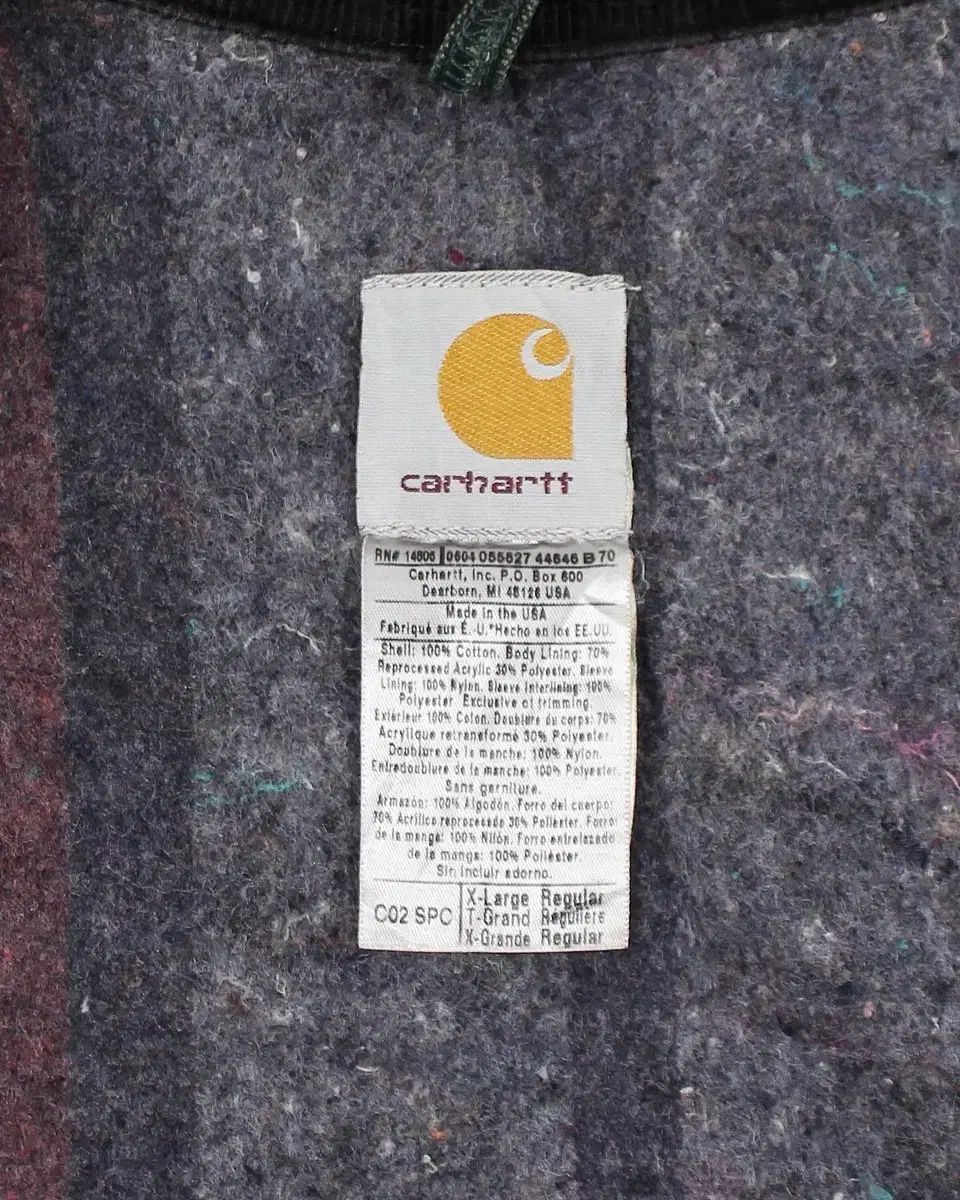 carhartt
RN# 14806 0604 055827 44646 B 70
Carhartt, Inc. P.O. Box 600
Dearborn, MI 48126 USA
Made in the USA
Fabriqué aux É.-U.*Hecho en los EE.UU.
Shell: 100% Cotton. Body Lining: 70%
Reprocessed Acrylic 30% Polyester. Sleeve
Lining: 100% Nylon. Sleeve Interlining: 100%
Polyester Exclusive of trimming.
Extérieur 100% Coton. Doublure du corps: 70%
Acrylique retransformé 30% Polyester.
Doublure de la manche: 100% Nylon.
Entredoublure de la manche: 100% Polyester.
Sans garniture.
Armazón: 100% Algodón. Forro del cuerpo:
70% Acrílico reprocesado 30% Poliéster. Forro
de la manga: 100% Nilón. Forro entrelazado
de la manga: 100% Poliéster.
Sin incluir adorno.
C02 SPC
X-Large Regular
T-Grand Régulière
X-Grande Regular